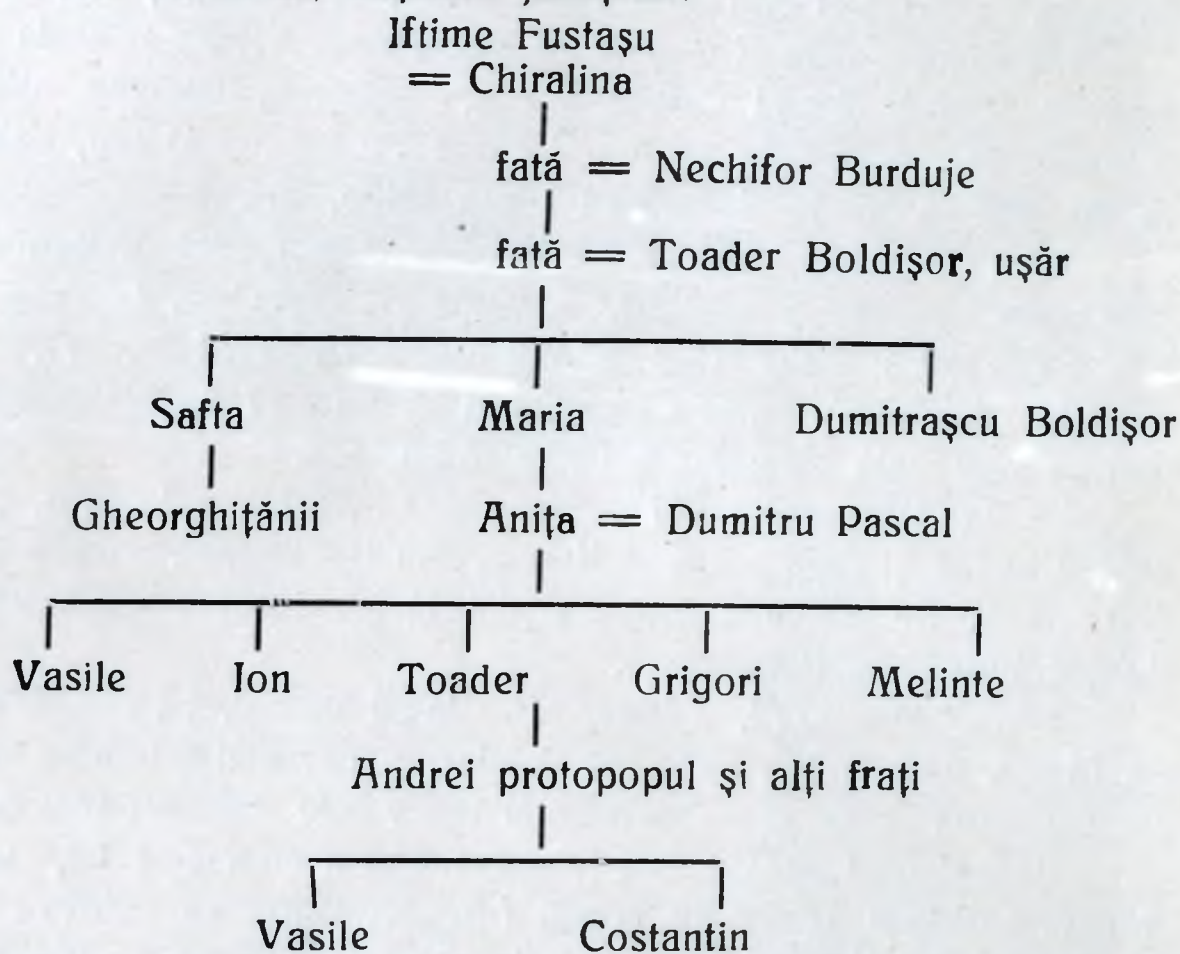 Iftime Fustașu
= Chiralina
fată = Nechifor Burduje
fată = Toader Boldișor, ușăr
Safta Maria Dumitrașcu Boldișor
Gheorghițănii Anița = Dumitru Pascal
Vasile Ion Toader Grigori Melinte
Andrei protopopul și alți frați
Vasile Costantin